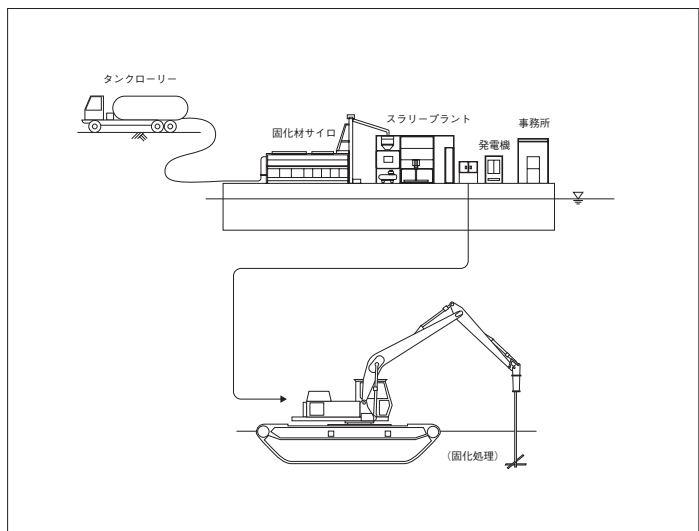 タンクローリー
固化材サイロ
スラリープラント
発電機
事務所
(固化処理)